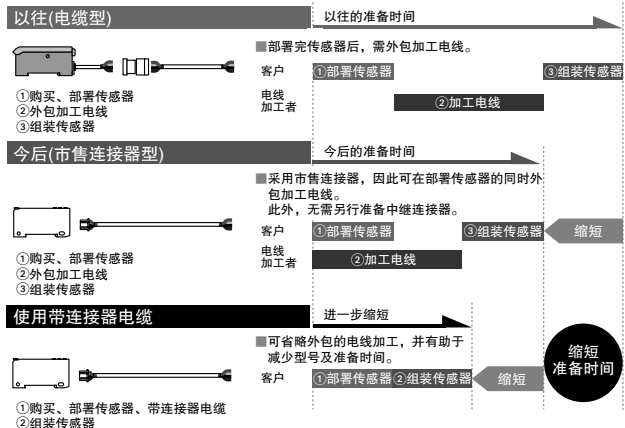 以往(电缆型)
以往的准备时间
■部署完传感器后，需外包加工电线。
客户
①部署传感器
③组装传感器
电线
加工者
②加工电线
①购买、部署传感器
②外包加工电线
③组装传感器
今后(市售连接器型)
今后的准备时间
■采用市售连接器，因此可在部署传感器的同时外
包加工电线。
此外，无需另行准备中继连接器。
客户
①部署传感器
③组装传感器
缩短
电线
加工者
②加工电线
①购买、部署传感器
②外包加工电线
③组装传感器
使用带连接器电缆
进一步缩短
■可省略外包的电线加工，并有助于
减少型号及准备时间。
客户
①部署传感器②组装传感器
缩短
缩短
准备时间
①购买、部署传感器、带连接器电缆
②组装传感器